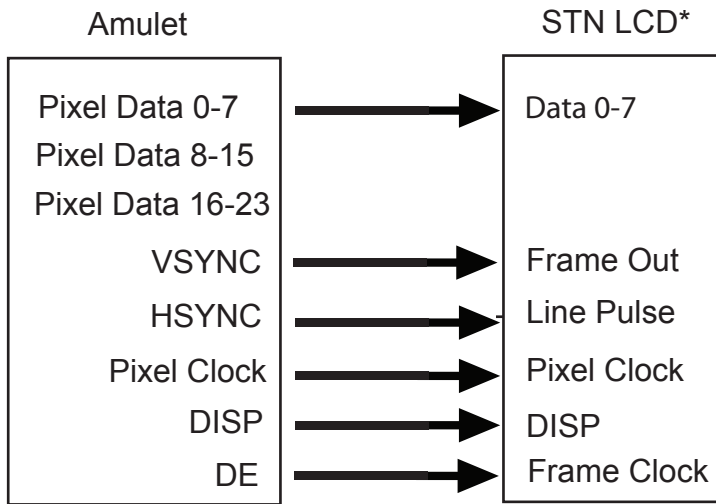 Amulet
STN LCD*
Pixel Data 0-7
Data 0-7
Pixel Data 8-15
Pixel Data 16-23
VSYNC
Frame Out
HSYNC
Line Pulse
Pixel Clock
Pixel Clock
DISP
DISP
DE
Frame Clock